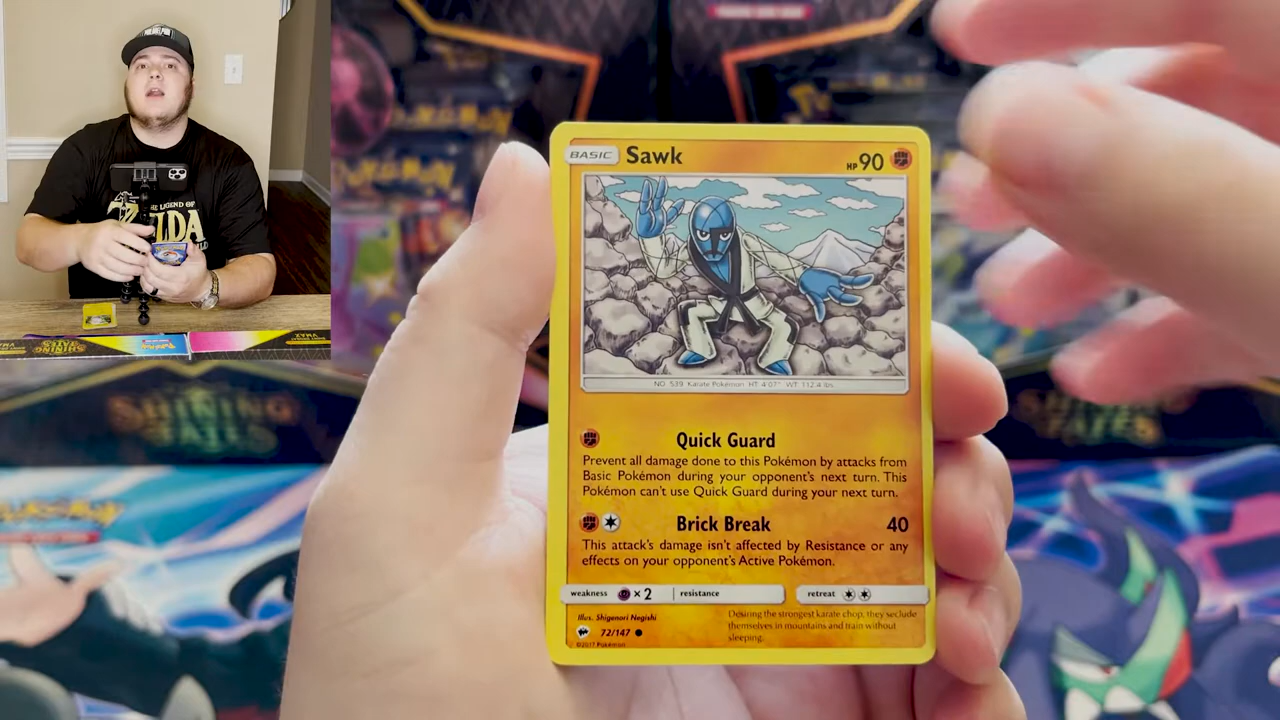 THE LEGEND OF
BASIC Sawk HP 90
NO. 539 Karate Pokémon HT 4'07" WT 112.4 lbs.
Quick Guard
Prevent all damage done to this Pokémon by attacks from
Basic Pokémon during your opponent's next turn. This
Pokémon can't use Quick Guard during your next turn.
Brick Break 40
This attack's damage isn't affected by Resistance or any
effects on your opponent's Active Pokémon.
weakness ×2 resistance retreat
Illus. Shigenori Negishi
72/147
©2017 Pokémon
Desiring the strongest karate chop, they seclude
themselves in mountains and train without
sleeping.
SHINING
FATES
SHINING
FATES
Pokémon